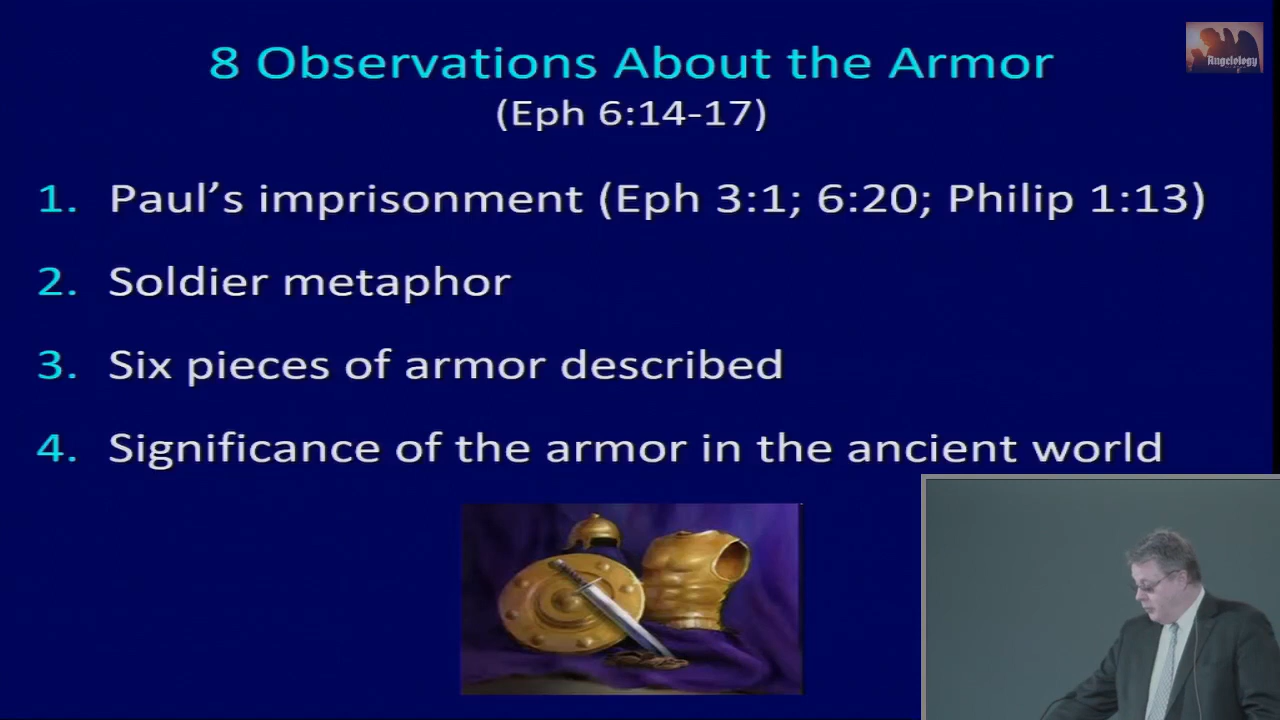 8 Observations About the Armor
(Eph 6:14-17)
1. Paul’s imprisonment (Eph 3:1; 6:20; Philip 1:13)
2. Soldier metaphor
3. Six pieces of armor described
4. Significance of the armor in the ancient world
Angelology